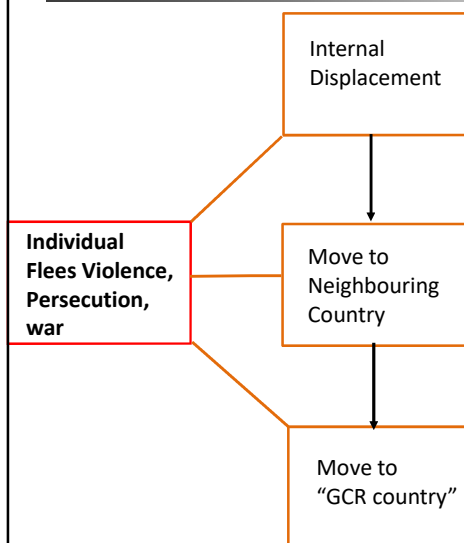 Internal
Displacement
Individual
Flees Violence,
Persecution,
war
Move to
Neighbouring
Country
Move to
“GCR country”